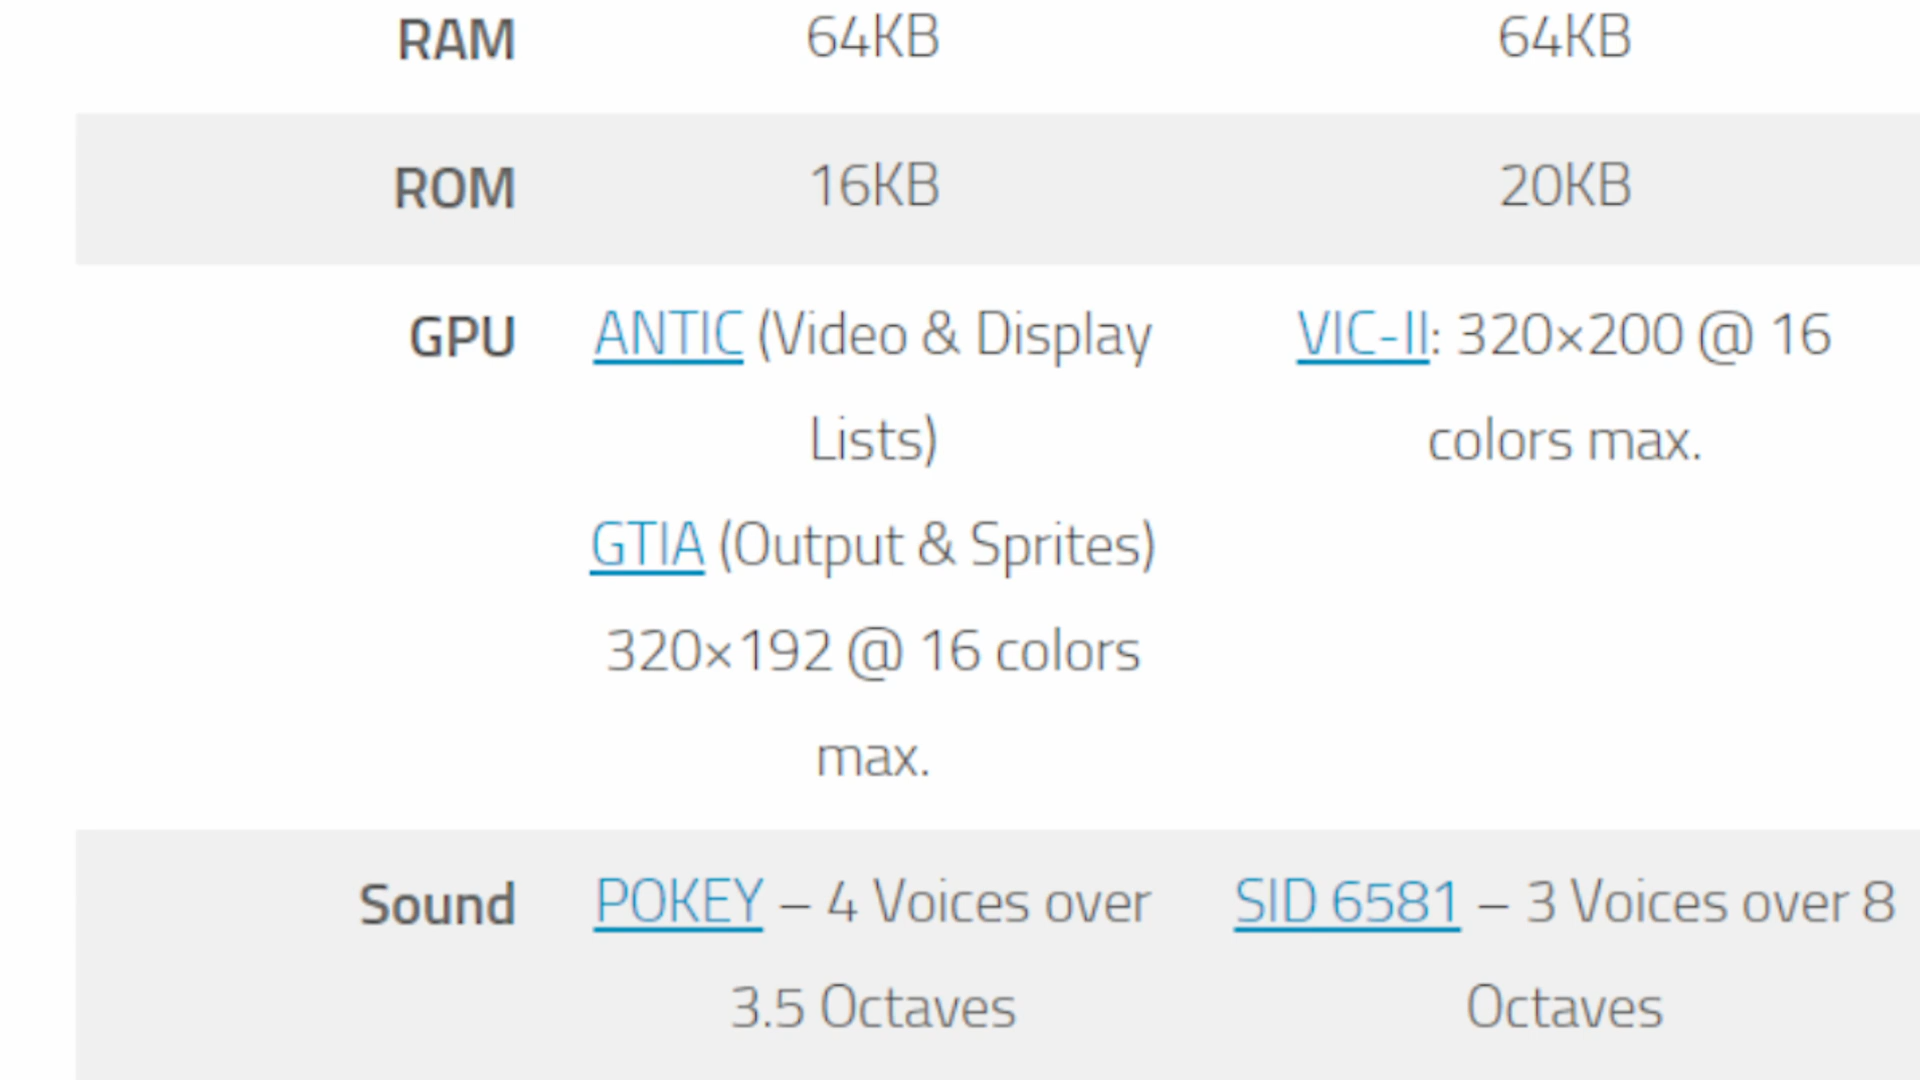 RAM 64KB 64KB
ROM 16KB 20KB
GPU ANTIC (Video & Display VIC-II: 320×200 @ 16
Lists) colors max.
GTIA (Output & Sprites)
320×192 @ 16 colors
max.
Sound POKEY – 4 Voices over SID 6581 – 3 Voices over 8
3.5 Octaves Octaves